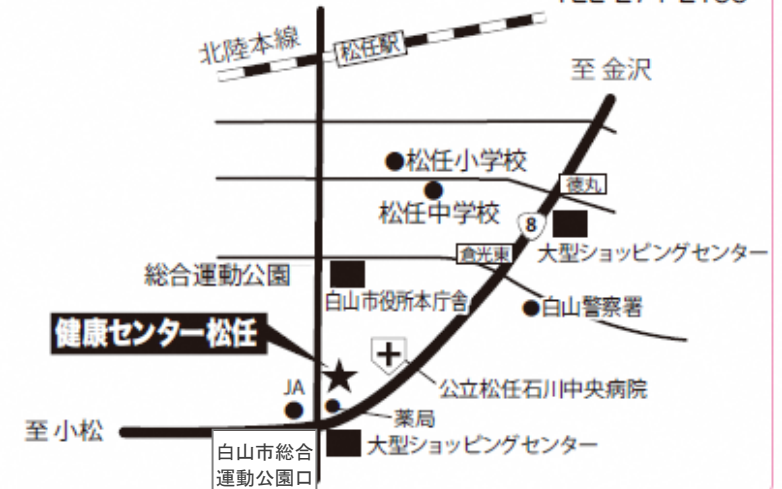 北陸本線
松任駅
至 金沢
松任小学校
徳丸
松任中学校
8
倉光東
大型ショッピングセンター
総合運動公園
白山市役所本庁舎
白山警察署
健康センター松任
公立松任石川中央病院
JA
薬局
至 小松
大型ショッピングセンター
白山市総合
運動公園口